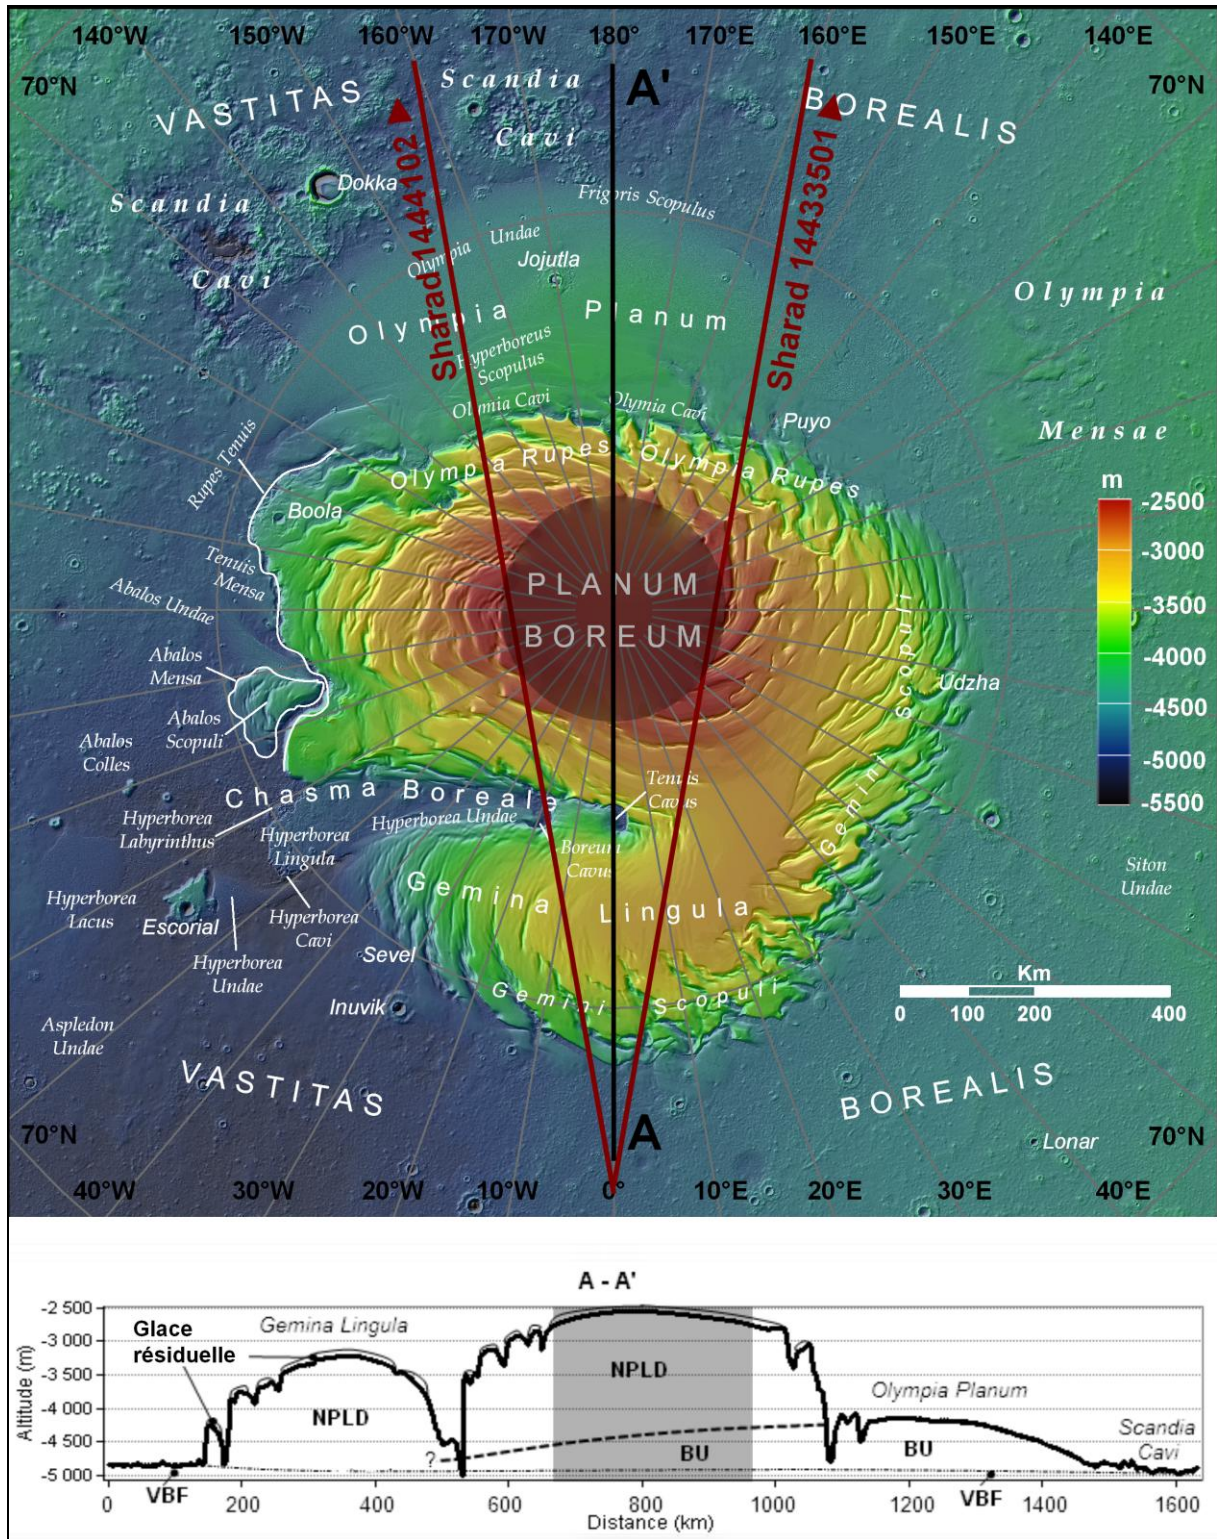 140°W 150°W 160°W 170°W 180° 170°E 160°E 150°E 140°E
70°N
70°N
VASTITAS
Scandia
Cavi
A'
BOREALIS
Dokka
Scandia
Cavi
Sharad 1444102
Sharad 14433501
Frigoris Scopulus
Olympia Undae
Jojutla
Olympia Planum
Hyperboreus
Scopulus
Olympia
Mensae
Olymia Cavi
Olymia Cavi
Puyo
Rupes Tenuis
Olymp a Rupes
Olympia Rupes
Boola
Tenuis
Mensa
Abalos Undae
m
-2500
-3000
-3500
-4000
-4500
-5000
-5500
PLANUM
BOREUM
Abalos
Mensa
Abalos
Scopuli
Abalos
Colles
Gemini Scopuli
Udzha
Chasma Boreale
Tenuis
Cavus
Hyperborea
Labyrinthus
Hyperborea Undae
Hyperborea
Lingula
Boreum
Cavus
Gemina Lingula
Siton
Undae
Hyperborea
Lacus
Escorial
Hyperborea
Cavi
Hyperborea
Undae
Sevel
Inuvik
Gemini Scopuli
Km
0 100 200 400
Aspledon
Undae
VASTITAS
BOREALIS
A
Lonar
70°N
70°N
40°W 30°W 20°W 10°W 0° 10°E 20°E 30°E 40°E
A - A'
Altitude (m)
-2 500
-3 000
-3 500
-4 000
-4 500
-5 000
Glace
résiduelle
Gemina Lingula
NPLD
NPLD
?
BU
Olympia Planum
BU
Scandia
Cavi
VBF
VBF
0 200 400 600 800 1000 1200 1400 1600
Distance (km)